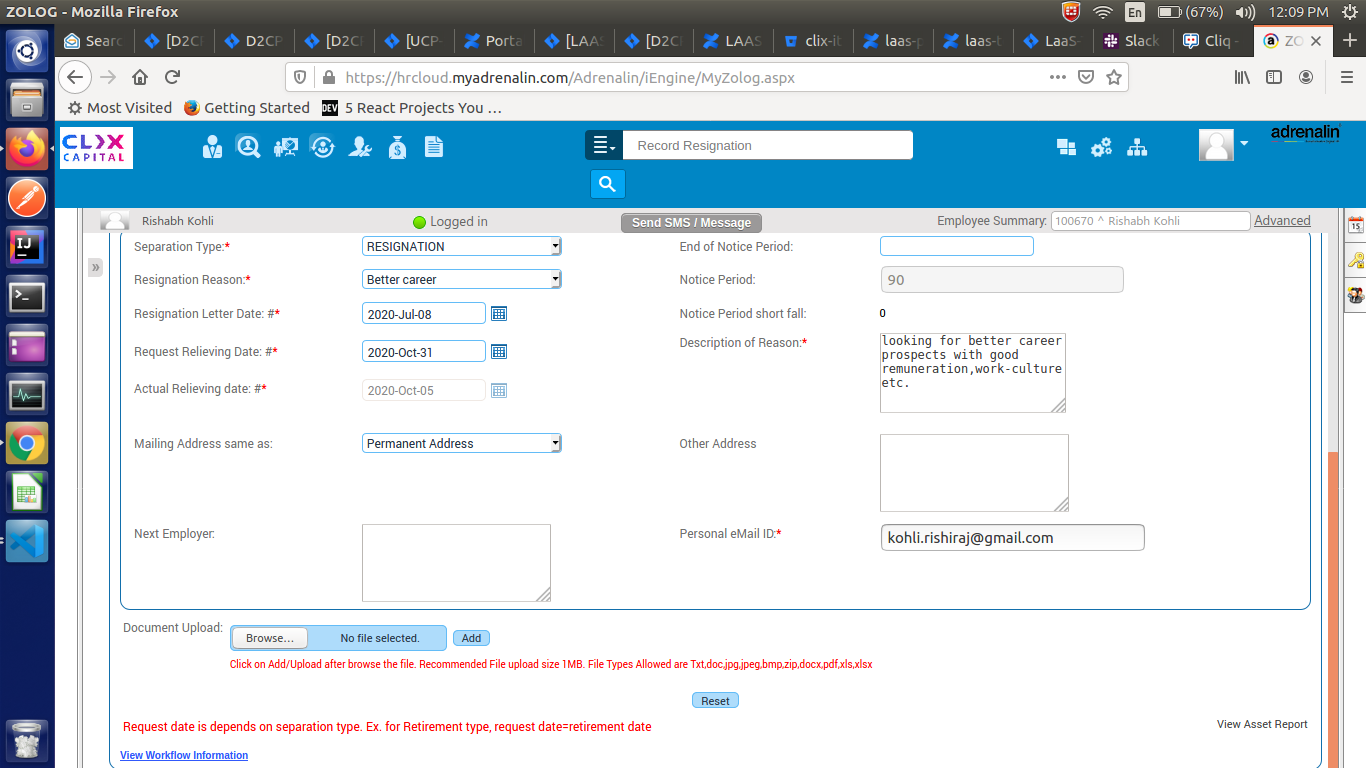 ZOLOG - Mozilla Firefox
En
(67%)
12:09 PM
Searc
[D2CF
D2CP
[D2CF
[UCP-
Porta
[LAAS
[D2CF
LAAS
clix-it
laas-p
laas-t
LaaS-
Slack
Cliq -
ZO
https://hrcloud.myadrenalin.com/Adrenalin/iEngine/MyZolog.aspx
Most Visited
Getting Started
DEV
5 React Projects You …
CLIX
CAPITAL
Record Resignation
adrenalin
Rishabh Kohli
Logged in
Send SMS / Message
Employee Summary:
100670 ^ Rishabh Kohli
Advanced
Separation Type:*
RESIGNATION
End of Notice Period:
Resignation Reason:*
Better career
Notice Period:
90
Resignation Letter Date: #*
2020-Jul-08
Notice Period short fall:
0
Request Relieving Date: #*
2020-Oct-31
Description of Reason:*
looking for better career
prospects with good
remuneration,work-culture
etc.
Actual Relieving date: #*
2020-Oct-05
Mailing Address same as:
Permanent Address
Other Address
Next Employer:
Personal eMail ID:*
kohli.rishiraj@gmail.com
Document Upload:
Browse...
No file selected.
Add
Click on Add/Upload after browse the file. Recommended File upload size 1MB. File Types Allowed are Txt,doc,jpg,jpeg,bmp,zip,docx,pdf,xls,xlsx
Reset
Request date is depends on separation type. Ex. for Retirement type, request date=retirement date
View Asset Report
View Workflow Information